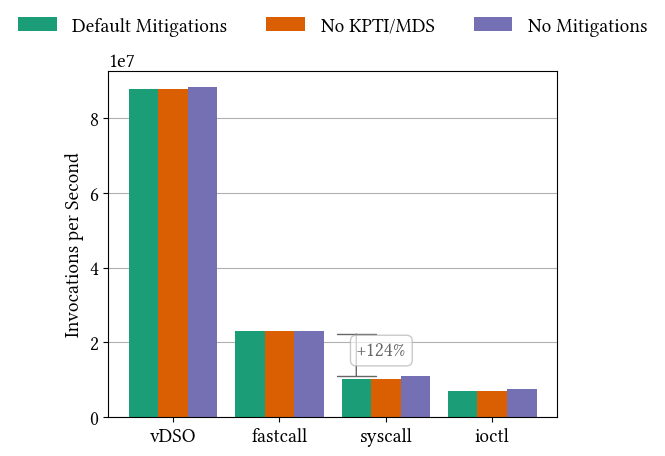 Default Mitigations No KPTI/MDS No Mitigations
1e7
8
6
4
2
0
Invocations per Second
+124%
vDSO fastcall syscall ioctl